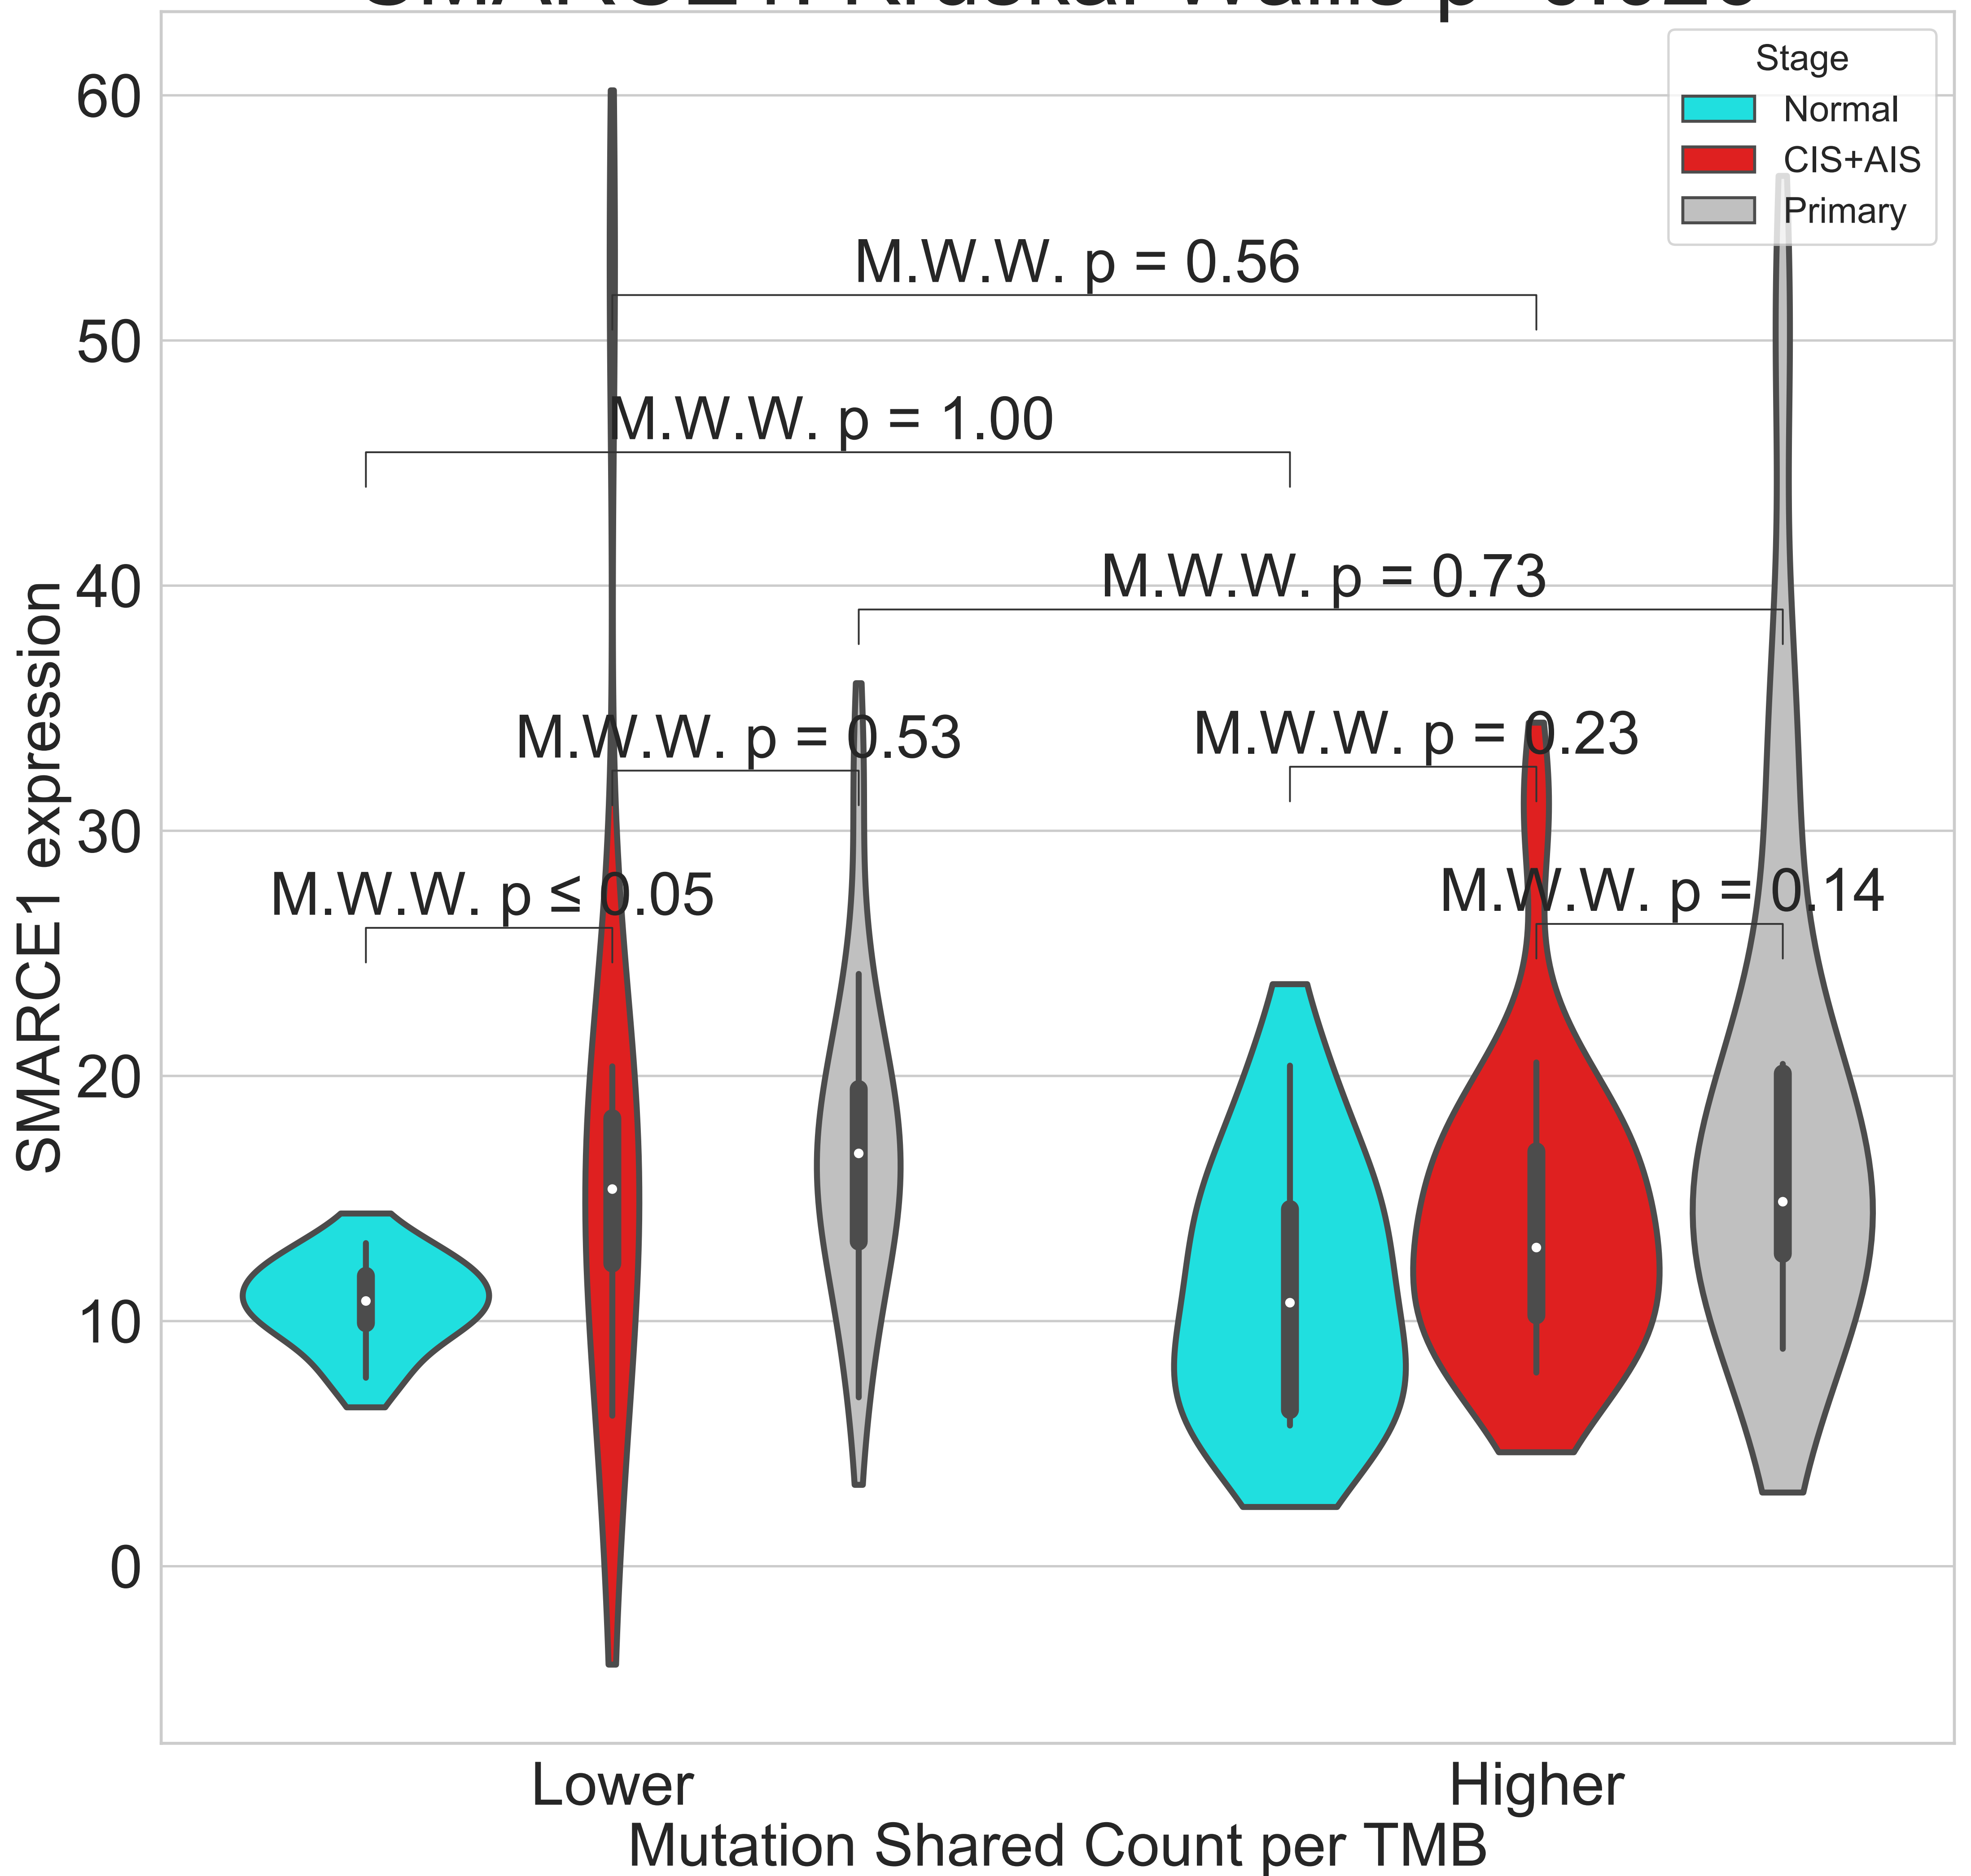 Stage
Normal
CIS+AIS
Primary
60
50
40
30
20
10
0
SMARCE1 expression
M.W.W. p = 0.56
M.W.W. p = 1.00
M.W.W. p = 0.73
M.W.W. p = 0.53
M.W.W. p = 0.23
M.W.W. p ≤ 0.05
M.W.W. p = 0.14
Lower
Higher
Mutation Shared Count per TMB